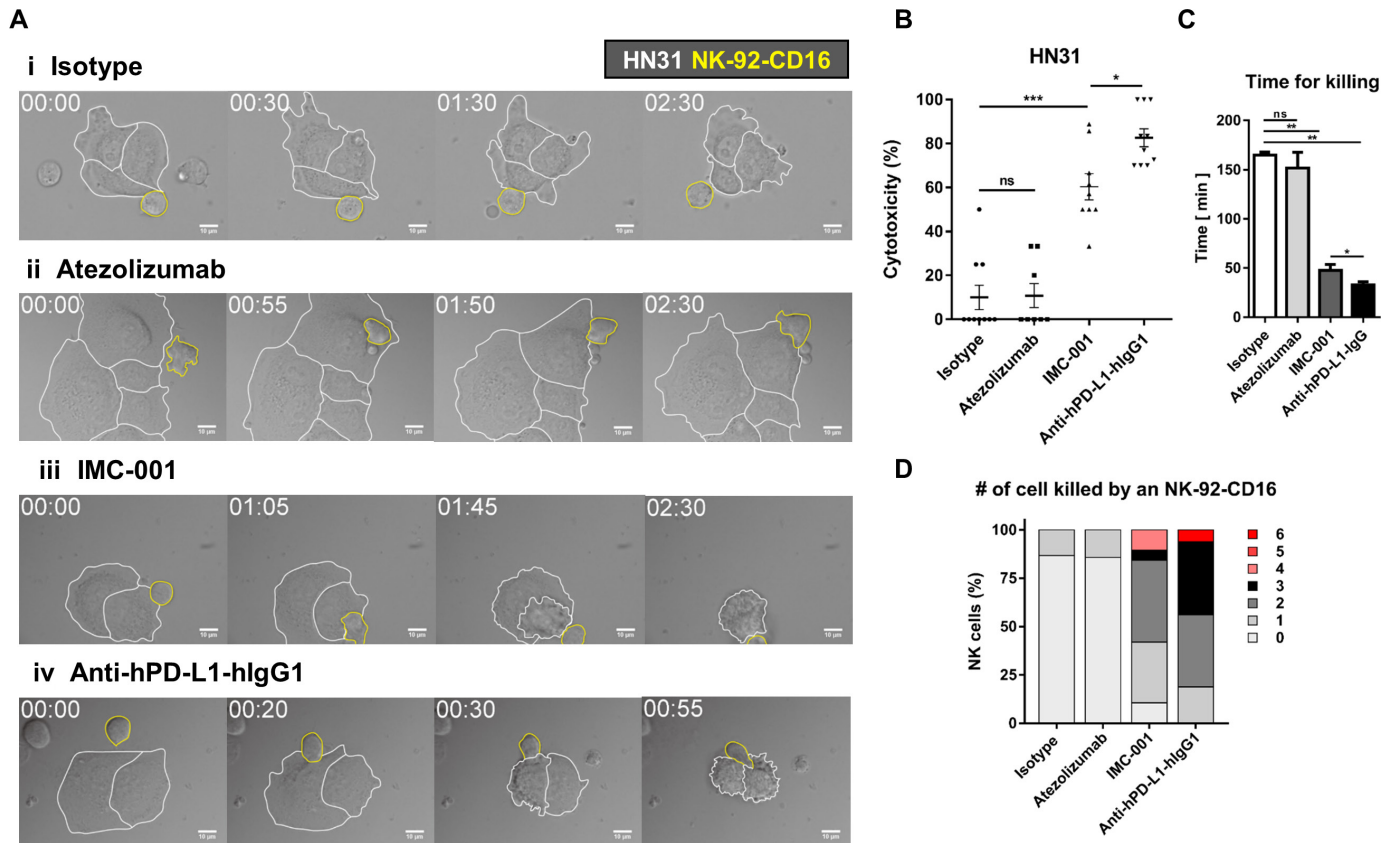 A
i Isotype
HN31 NK-92-CD16
00:00 00:30 01:30 02:30
10 μm 10 μm 10 μm 10 μm
ii Atezolizumab
00:00 00:55 01:50 02:30
10 μm 10 μm 10 μm 10 μm
iii IMC-001
00:00 01:05 01:45 02:30
10 μm 10 μm 10 μm 10 μm
iv Anti-hPD-L1-hIgG1
00:00 00:20 00:30 00:55
10 μm 10 μm 10 μm 10 μm
B
HN31
Cytotoxicity (%)
100
80
60
40
20
0
ns
***
*
Isotype
Atezolizumab
IMC-001
Anti-hPD-L1-hIgG1
C
Time for killing
Time [ min ]
200
150
100
50
0
ns
**
**
*
Isotype
Atezolizumab
IMC-001
Anti-hPD-L1-IgG
D
# of cell killed by an NK-92-CD16
NK cells (%)
100
75
50
25
0
Isotype
Atezolizumab
IMC-001
Anti-hPD-L1-hIgG1
6
5
4
3
2
1
0